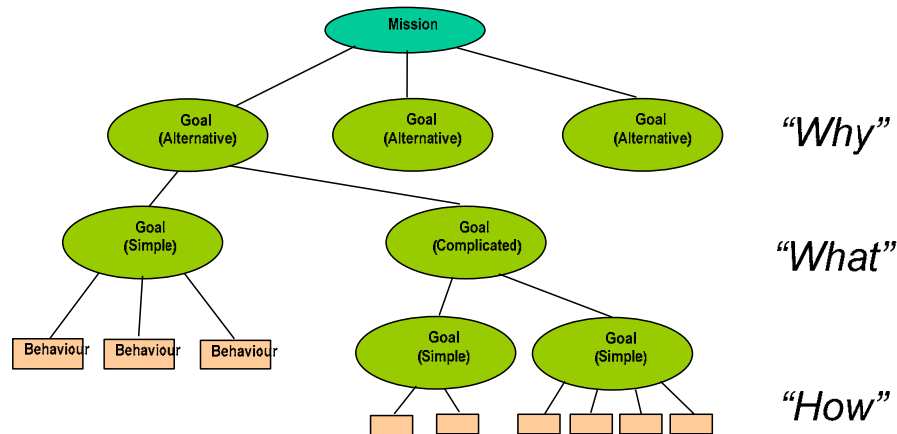 Mission
Goal
(Alternative)
Goal
(Alternative)
Goal
(Alternative)
“Why”
Goal
(Simple)
Goal
(Complicated)
“What”
Behaviour
Behaviour
Behaviour
Goal
(Simple)
Goal
(Simple)
“How”